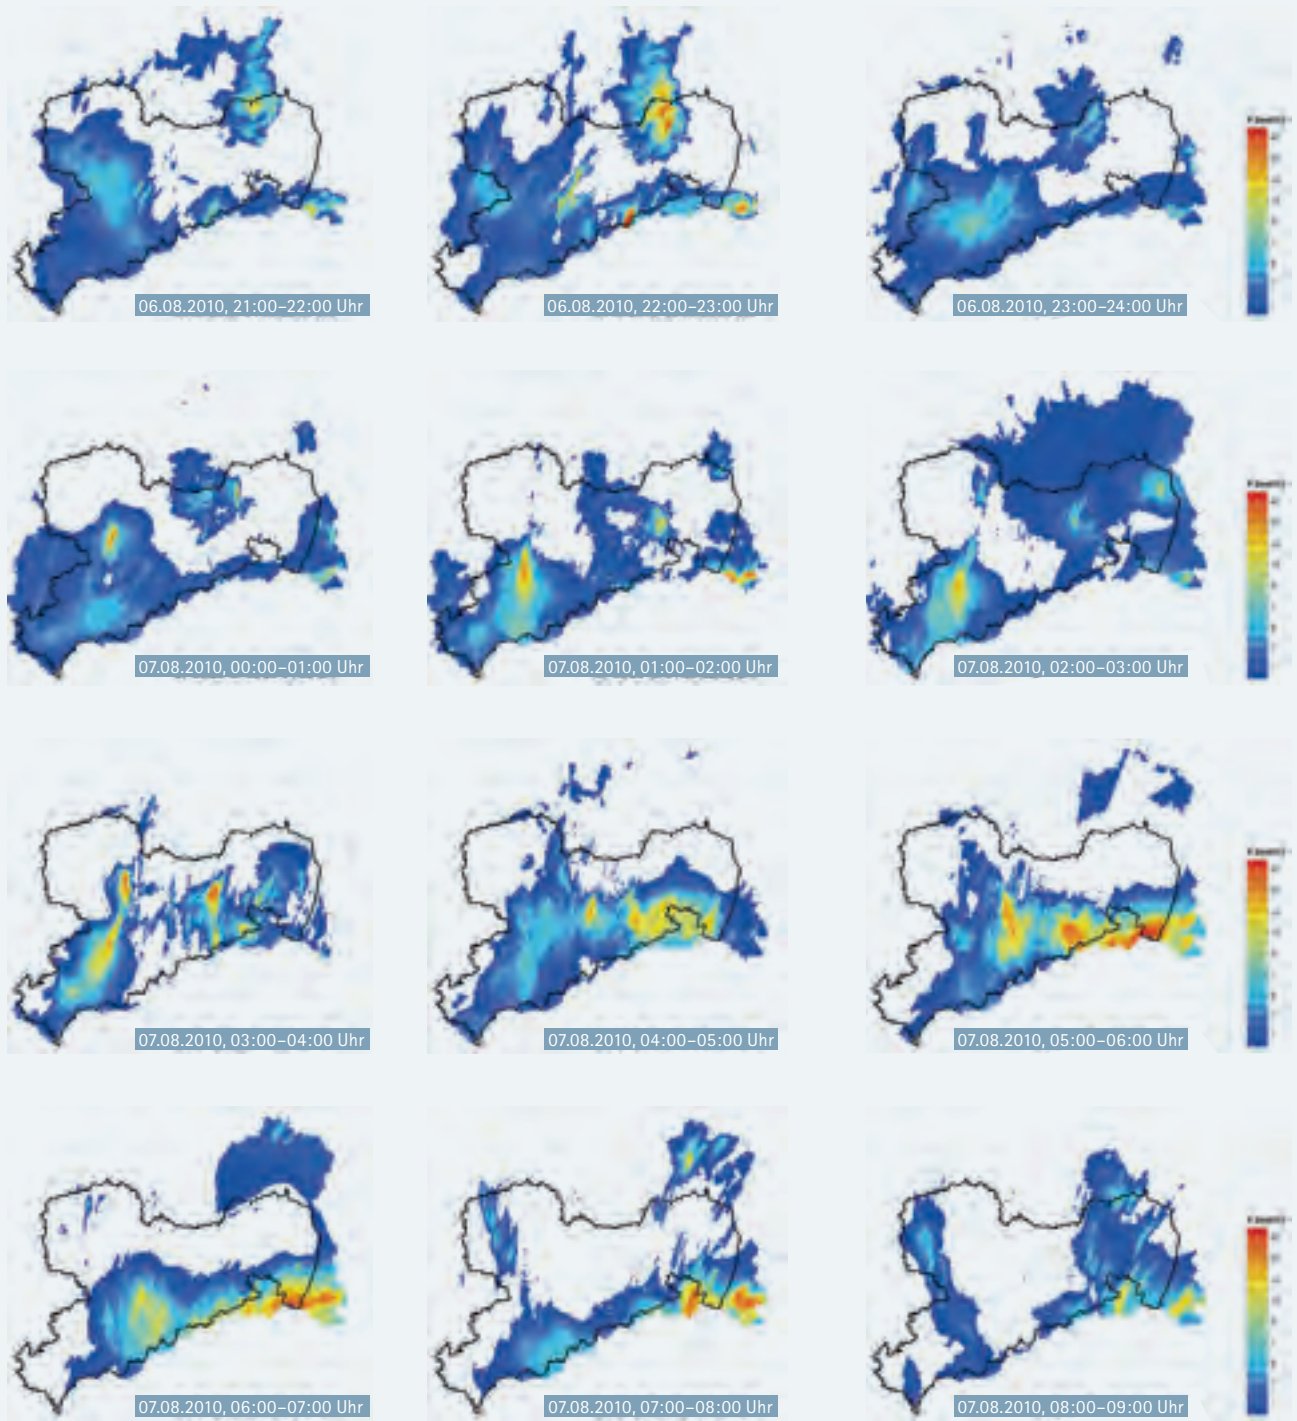 06.08.2010, 21:00–22:00 Uhr
06.08.2010, 22:00–23:00 Uhr
06.08.2010, 23:00–24:00 Uhr
07.08.2010, 00:00–01:00 Uhr
07.08.2010, 01:00–02:00 Uhr
07.08.2010, 02:00–03:00 Uhr
07.08.2010, 03:00–04:00 Uhr
07.08.2010, 04:00–05:00 Uhr
07.08.2010, 05:00–06:00 Uhr
07.08.2010, 06:00–07:00 Uhr
07.08.2010, 07:00–08:00 Uhr
07.08.2010, 08:00–09:00 Uhr